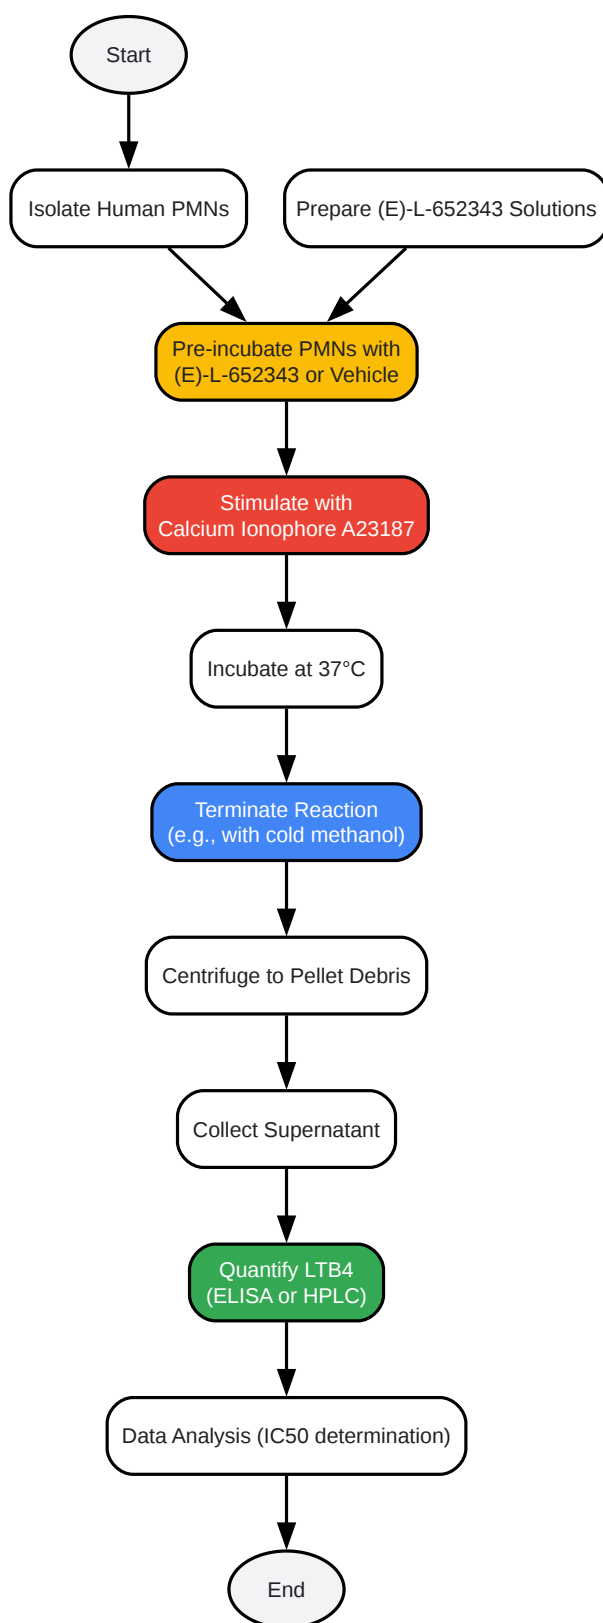 Start
Isolate Human PMNs
Prepare (E)-L-652343 Solutions
Pre-incubate PMNs with
(E)-L-652343 or Vehicle
Stimulate with
Calcium Ionophore A23187
Incubate at 37°C
Terminate Reaction
(e.g., with cold methanol)
Centrifuge to Pellet Debris
Collect Supernatant
Quantify LTB4
(ELISA or HPLC)
Data Analysis (IC50 determination)
End